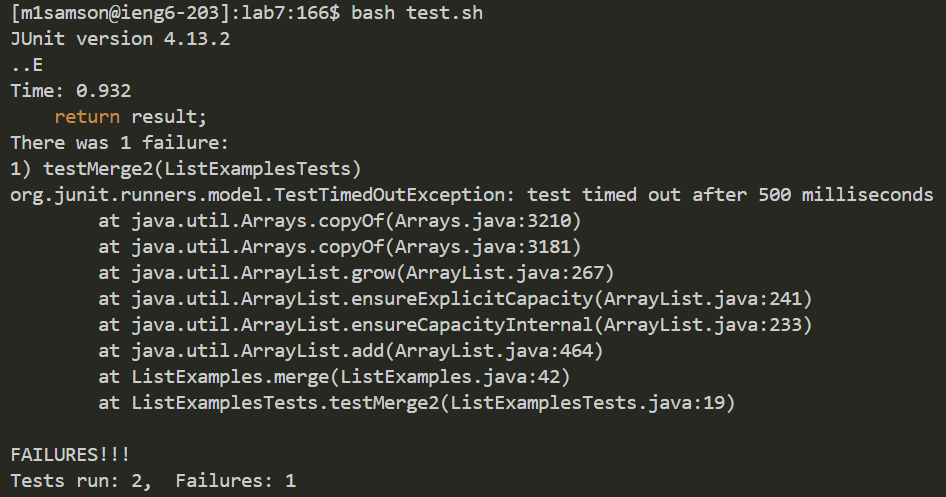 [m1samson@ieng6-203]:lab7:166$ bash test.sh
JUnit version 4.13.2
..E
Time: 0.932
    return result;
There was 1 failure:
1) testMerge2(ListExamplesTests)
org.junit.runners.model.TestTimedOutException: test timed out after 500 milliseconds
        at java.util.Arrays.copyOf(Arrays.java:3210)
        at java.util.Arrays.copyOf(Arrays.java:3181)
        at java.util.ArrayList.grow(ArrayList.java:267)
        at java.util.ArrayList.ensureExplicitCapacity(ArrayList.java:241)
        at java.util.ArrayList.ensureCapacityInternal(ArrayList.java:233)
        at java.util.ArrayList.add(ArrayList.java:464)
        at ListExamples.merge(ListExamples.java:42)
        at ListExamplesTests.testMerge2(ListExamplesTests.java:19)

FAILURES!!!
Tests run: 2,  Failures: 1